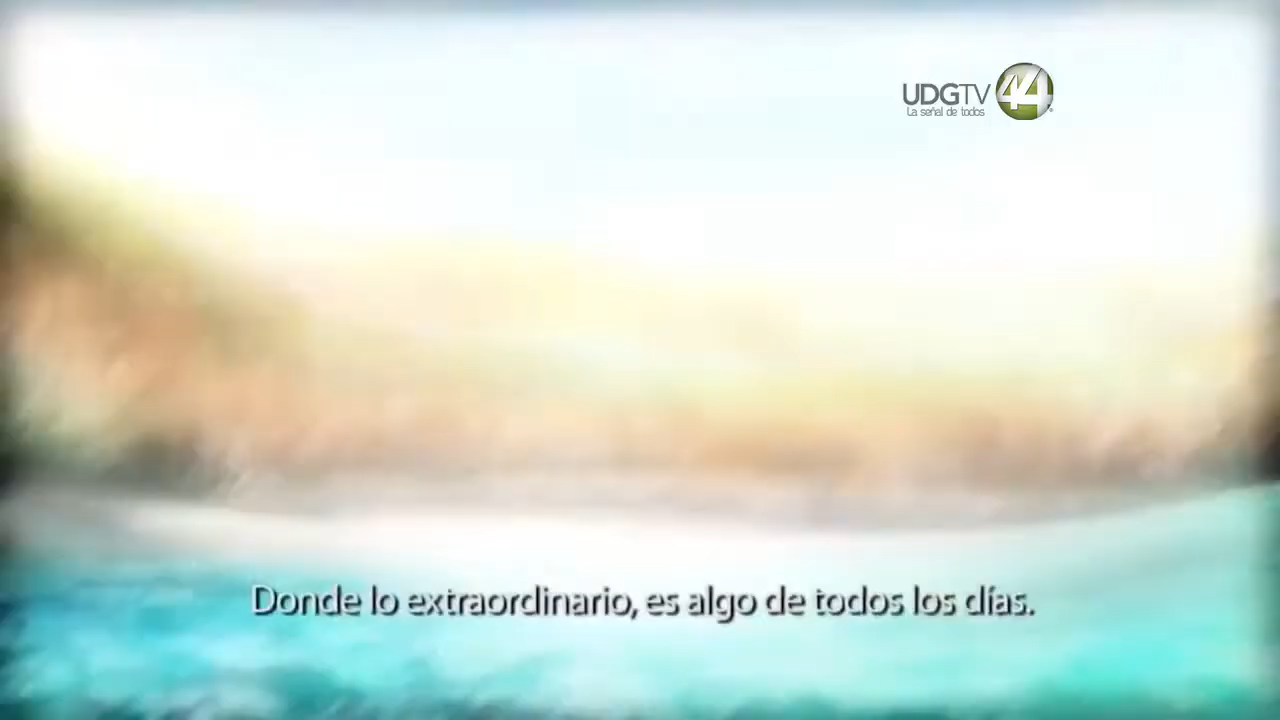 UDGTV 44
La señal de todos
Donde lo extraordinario, es algo de todos los días.